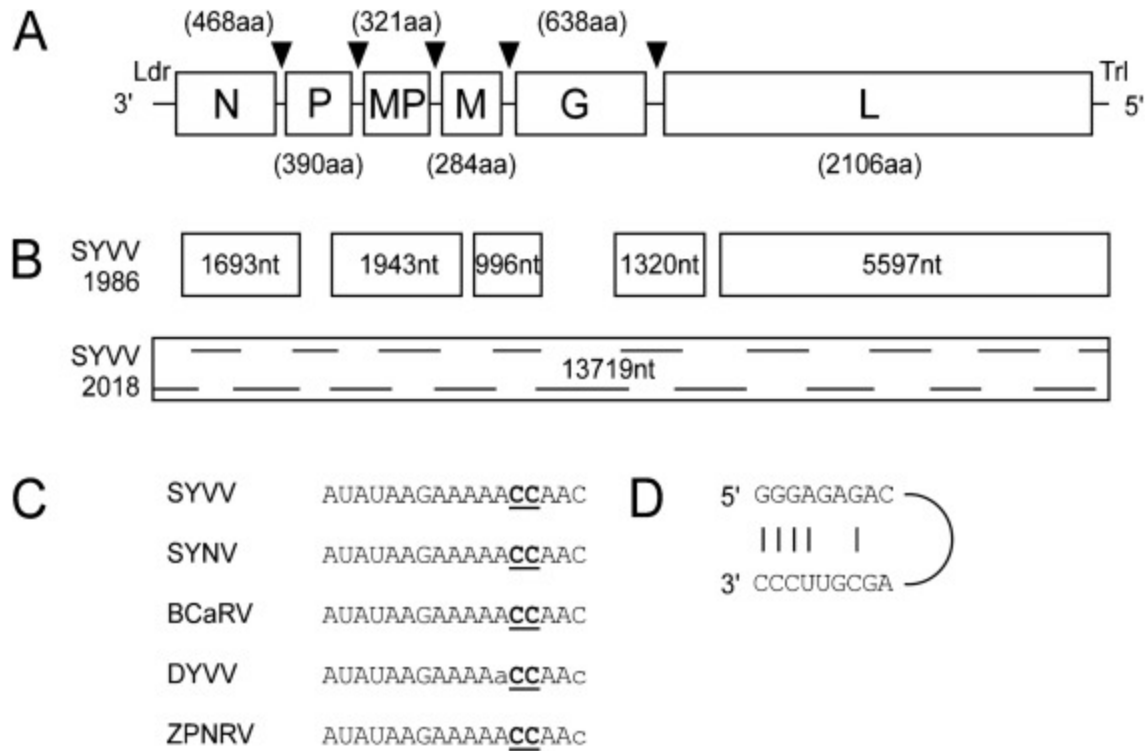 A
(468aa) (321aa) (638aa)
Ldr Trl
3' N P MP M G L 5'
(390aa) (284aa) (2106aa)
B
SYVV
1986
1693nt 1943nt 996nt 1320nt 5597nt
SYVV
2018
13719nt
C
SYVV AUAUAAGAAAAACCAAC
SYNV AUAUAAGAAAAACCAAC
BCaRV AUAUAAGAAAAACCAAC
DYVV AUAUAAGAAAAaCCAAc
ZPNRV AUAUAAGAAAAACCAAc
D
5' GGGAGAGAC
3' CCCUUGCGA